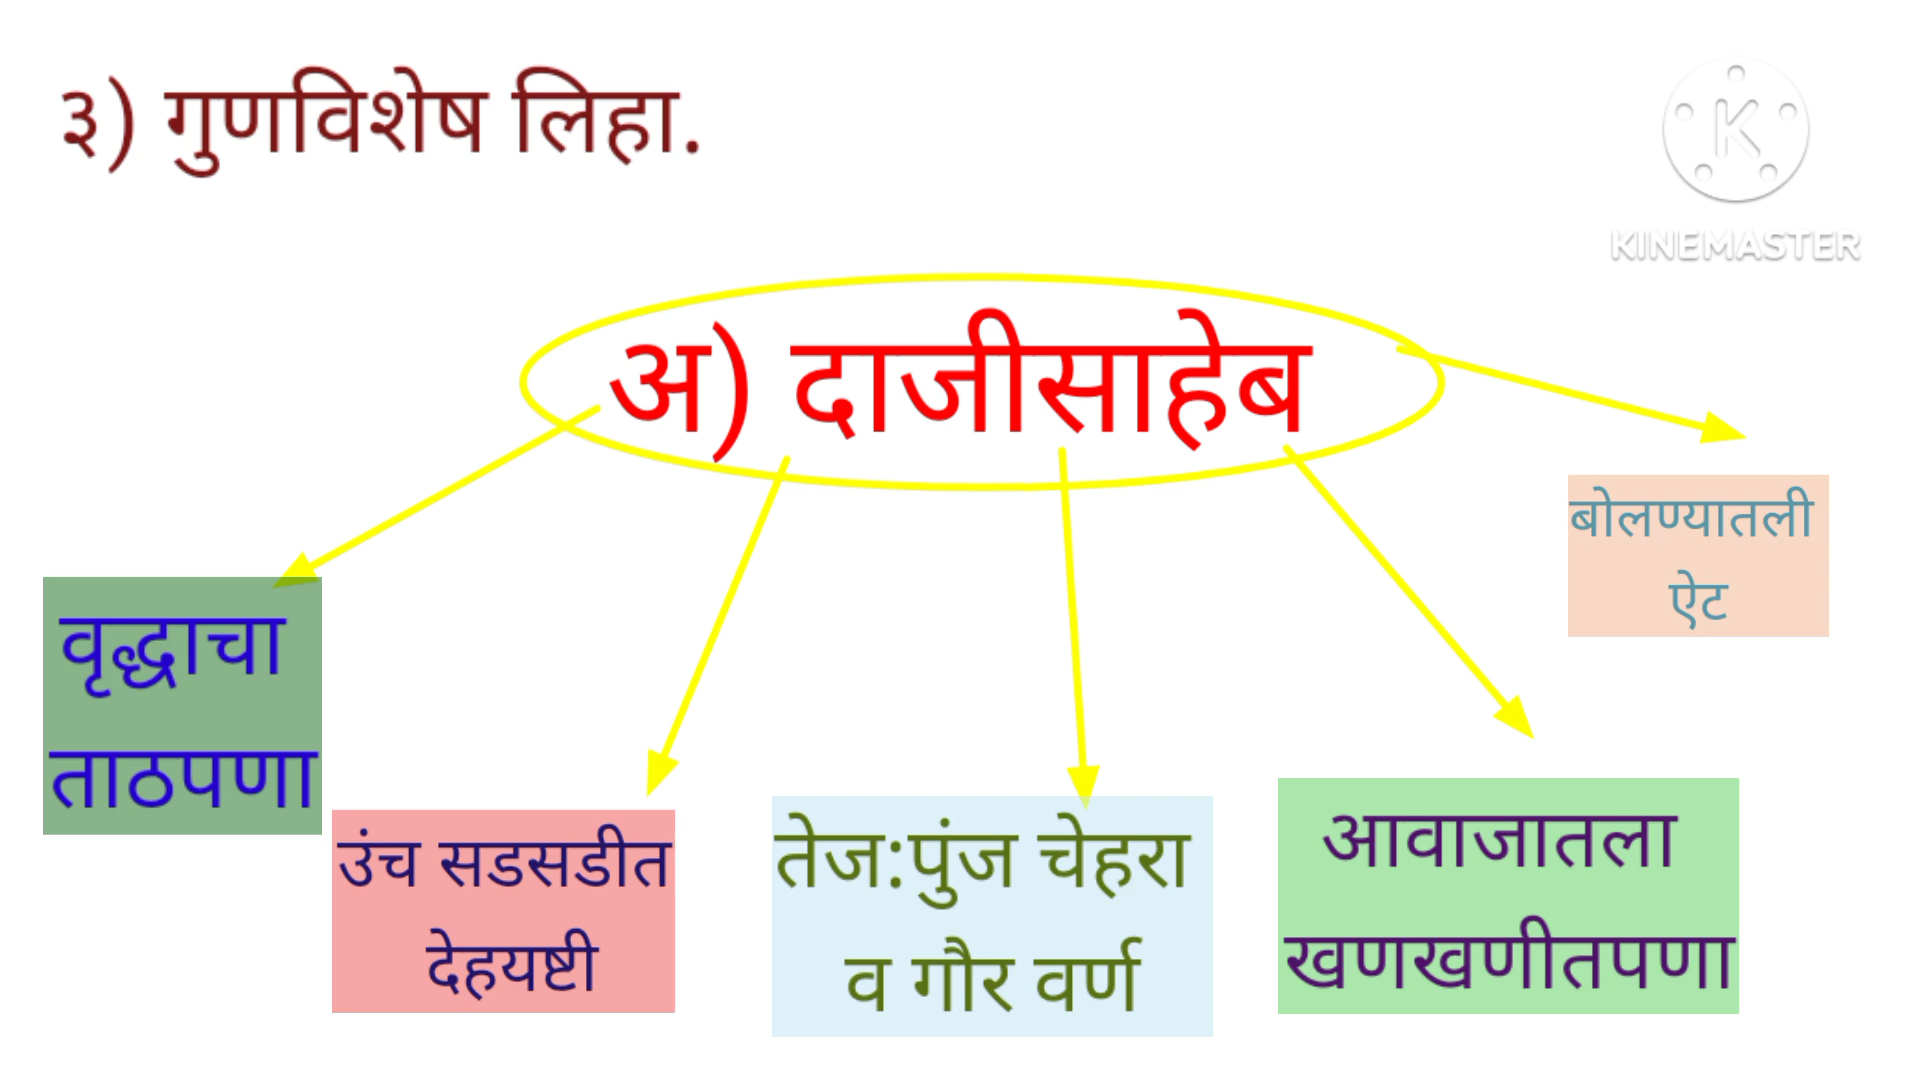 ३) गुणविशेष लिहा.
K
KINEMASTER
अ) दाजीसाहेब
वृद्धाचा
ताठपणा
उंच सडसडीत
देहयष्टी
तेज:पुंज चेहरा
व गौर वर्ण
आवाजातला
खणखणीतपणा
बोलण्यातली
ऐट